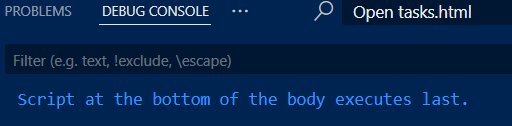 PROBLEMS DEBUG CONSOLE ··· Open tasks.html
Filter (e.g. text, !exclude, \escape)
Script at the bottom of the body executes last.